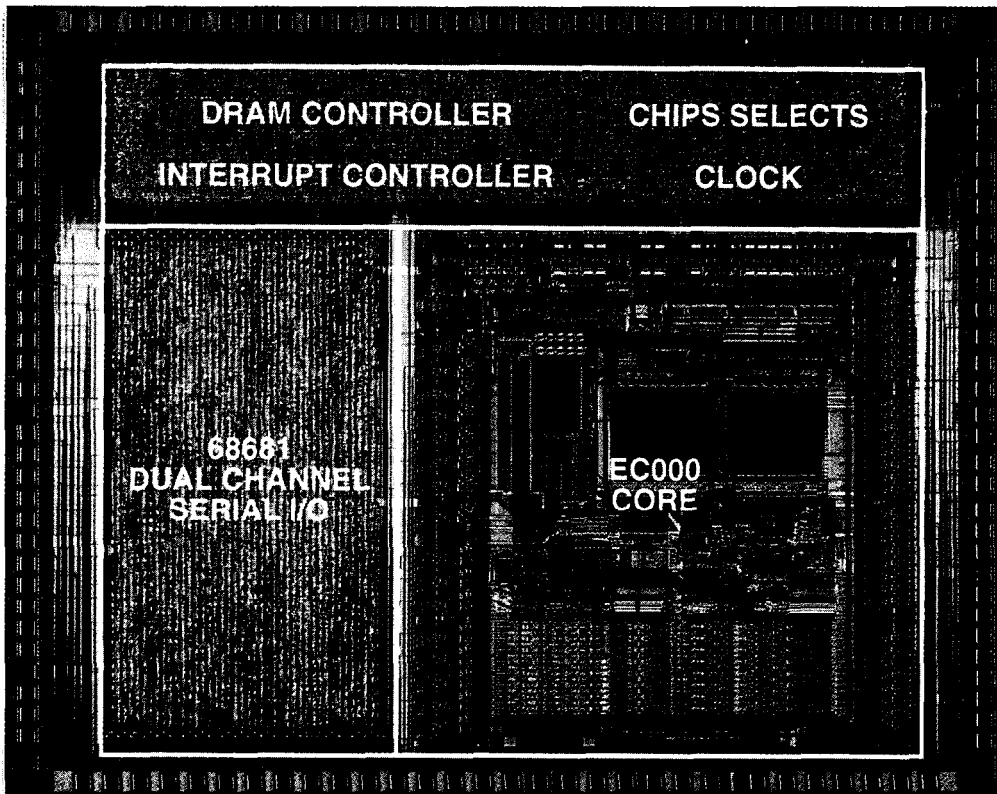 DRAM CONTROLLER
CHIPS SELECTS
INTERRUPT CONTROLLER
CLOCK
68681
DUAL CHANNEL
SERIAL I/O
EC000
CORE